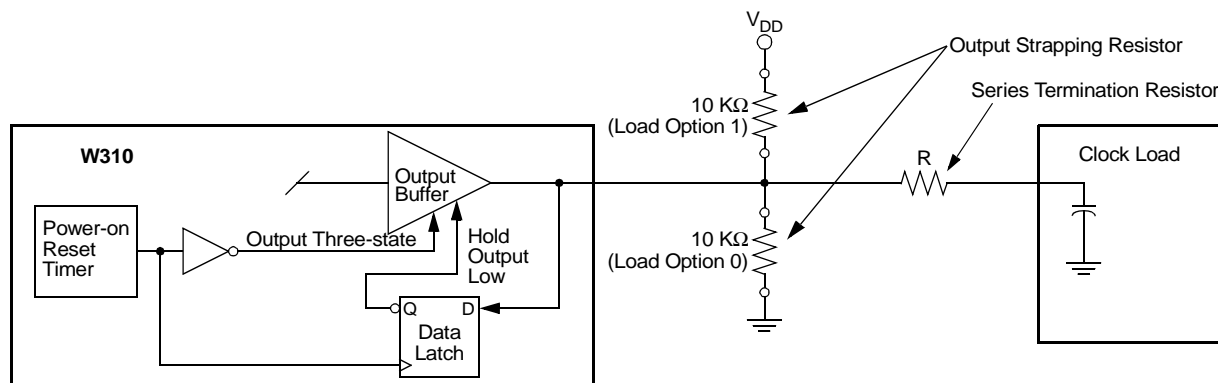 V_DD
Output Strapping Resistor
Series Termination Resistor
10 KΩ
(Load Option 1)
W310
Clock Load
R
Output
Buffer
Power-on
Reset
Timer
Output Three-state
Hold
Output
Low
10 KΩ
(Load Option 0)
Q
D
Data
Latch